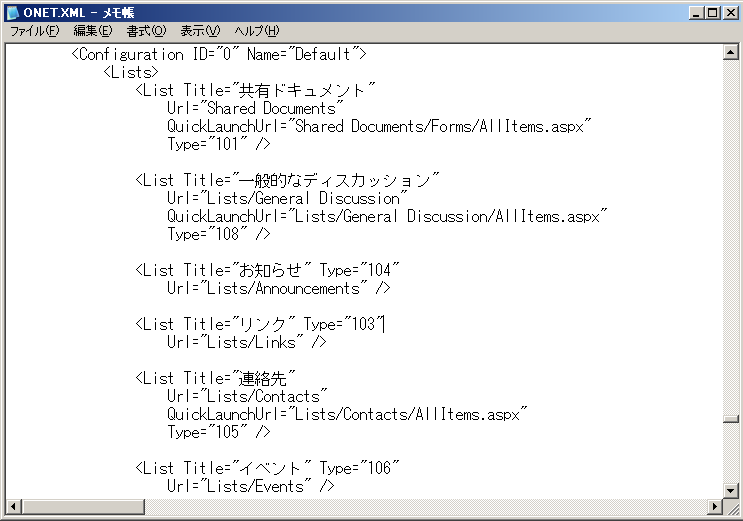 ONET.XML - メモ帳
ファイル(F) 編集(E) 書式(O) 表示(V) ヘルプ(H)
<Configuration ID="0" Name="Default">
<Lists>
<List Title="共有ドキュメント"
Url="Shared Documents"
QuickLaunchUrl="Shared Documents/Forms/AllItems.aspx"
Type="101" />
<List Title="一般的なディスカッション"
Url="Lists/General Discussion"
QuickLaunchUrl="Lists/General Discussion/AllItems.aspx"
Type="108" />
<List Title="お知らせ" Type="104"
Url="Lists/Announcements" />
<List Title="リンク" Type="103"
Url="Lists/Links" />
<List Title="連絡先"
Url="Lists/Contacts"
QuickLaunchUrl="Lists/Contacts/AllItems.aspx"
Type="105" />
<List Title="イベント" Type="106"
Url="Lists/Events" />